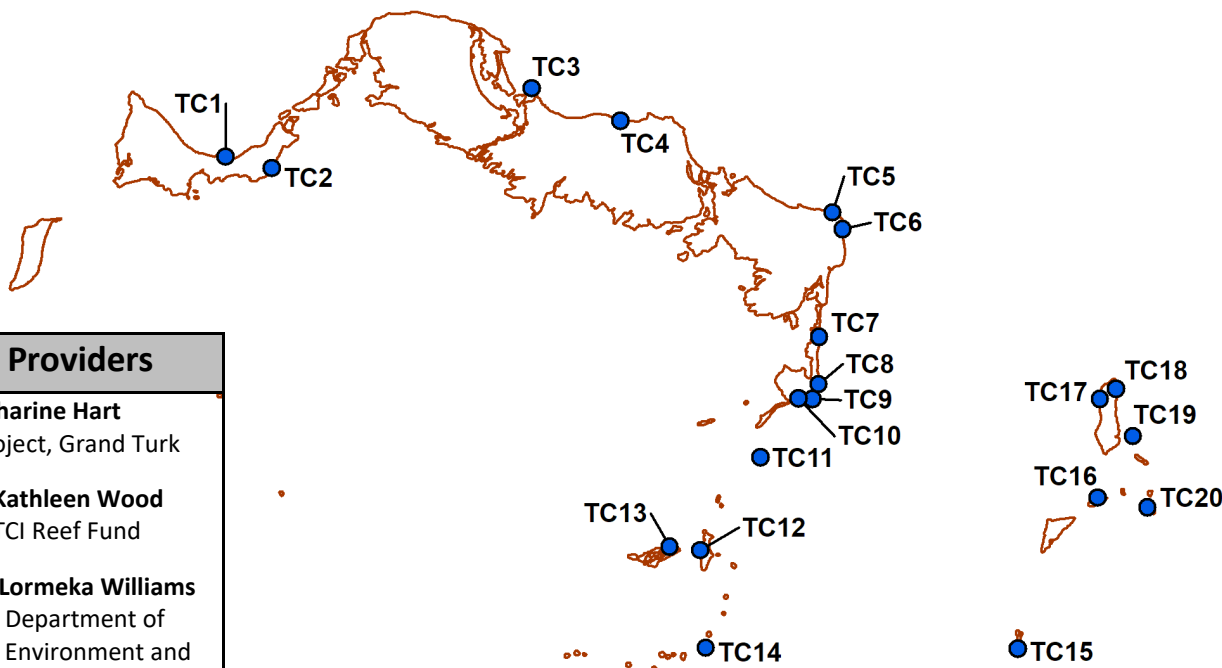 TC3
TC1
TC4
TC2
TC5
TC6
TC7
TC8
TC9
TC10
TC11
TC18
TC17
TC19
TC16
TC20
TC13
TC12
TC14
TC15
Providers
harine Hart
oject, Grand Turk
Kathleen Wood
TCI Reef Fund
Lormeka Williams
Department of
Environment and